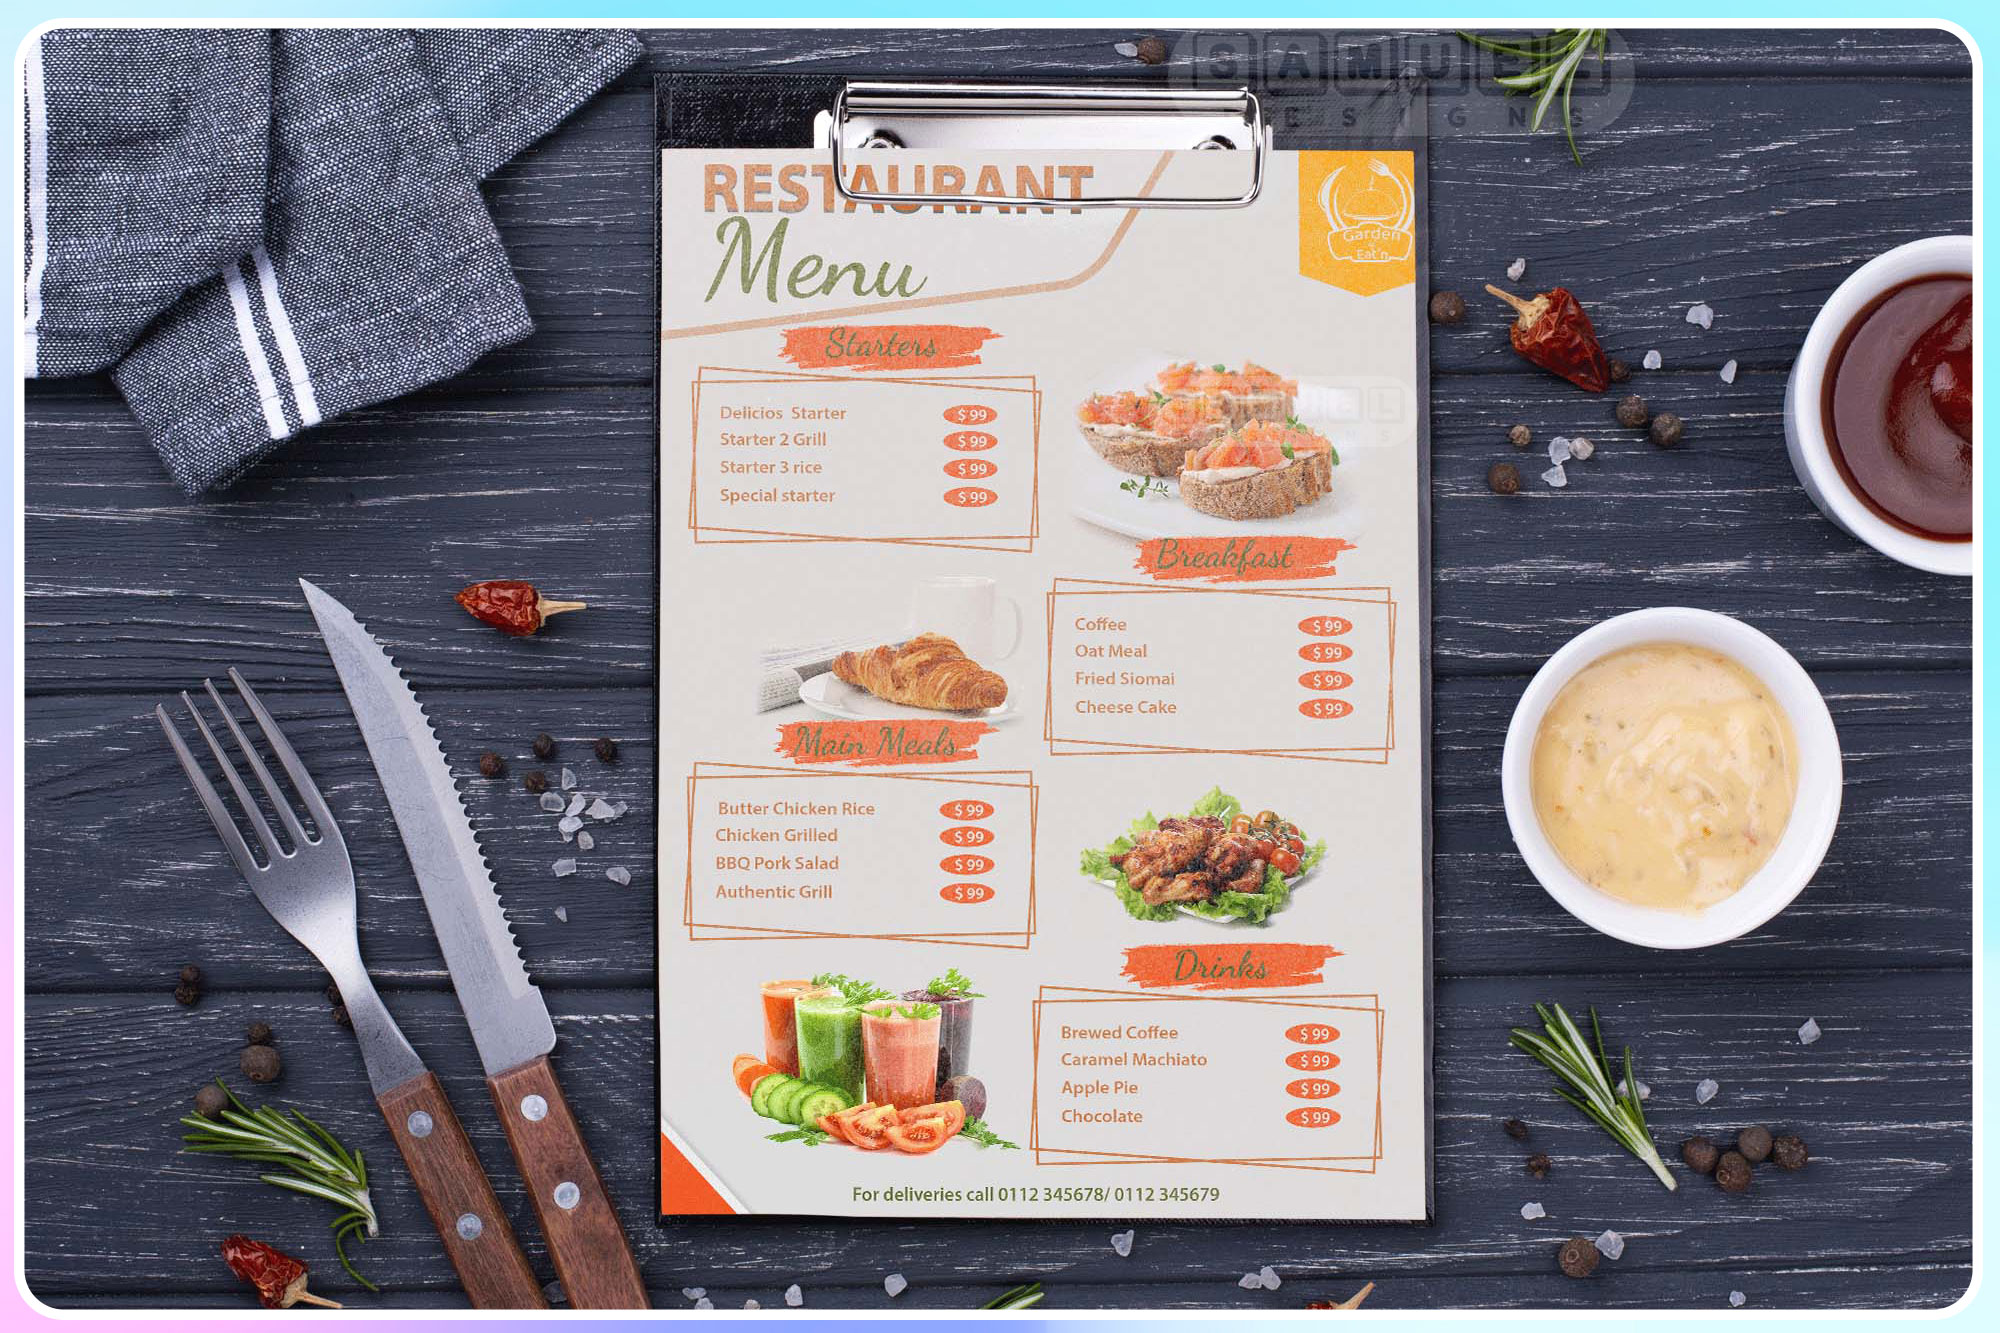 SAMUEL
DESIGNS
RESTAURANT
Menu
Garden
Eat'n
Starters
Delicios Starter $ 99
Starter 2 Grill $ 99
Starter 3 rice $ 99
Special starter $ 99
Breakfast
Coffee $ 99
Oat Meal $ 99
Fried Siomai $ 99
Cheese Cake $ 99
Main Meals
Butter Chicken Rice $ 99
Chicken Grilled $ 99
BBQ Pork Salad $ 99
Authentic Grill $ 99
Drinks
Brewed Coffee $ 99
Caramel Machiato $ 99
Apple Pie $ 99
Chocolate $ 99
For deliveries call 0112 345678/ 0112 345679